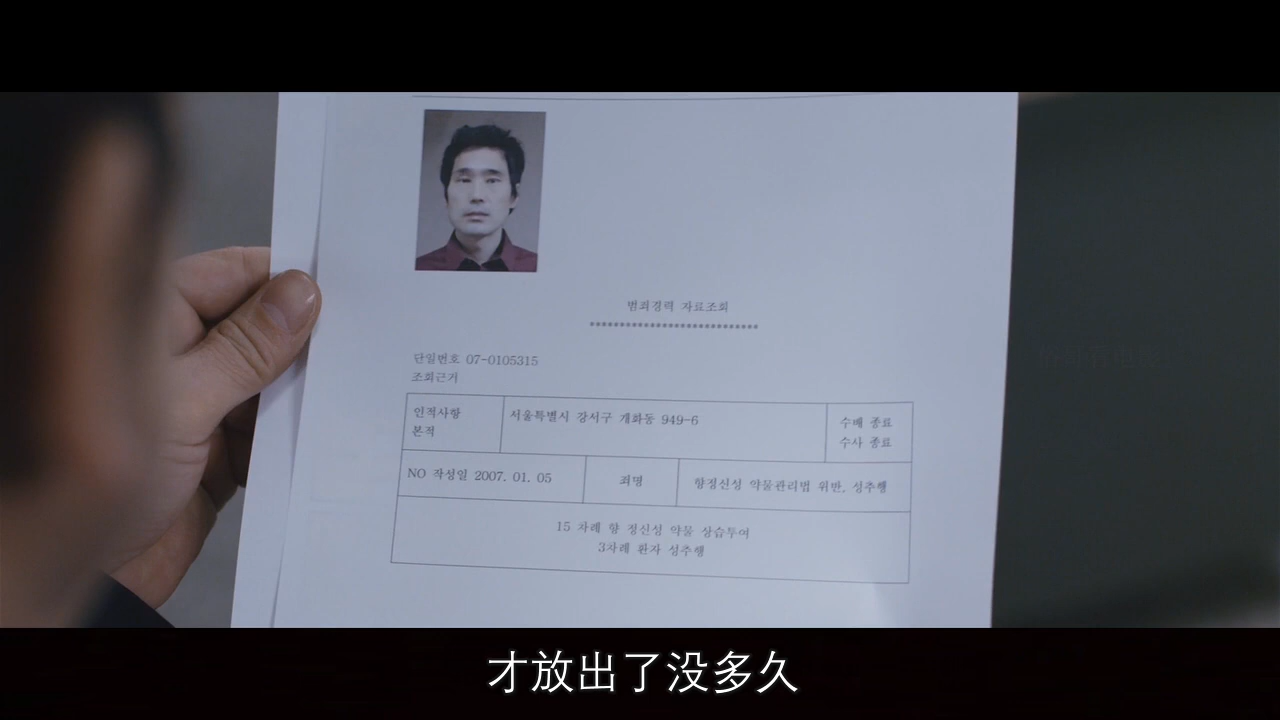 범죄경력 자료조회
단일번호 07-0105315
조회근거
인적사항
본적
서울특별시 강서구 개화동 949-6
수배 종료
수사 종료
NO 작성일 2007. 01. 05
죄명
향정신성 약물관리법 위반, 성추행
15 차례 향 정신성 약물 상습투여
3차례 환자 성추행
才放出了没多久